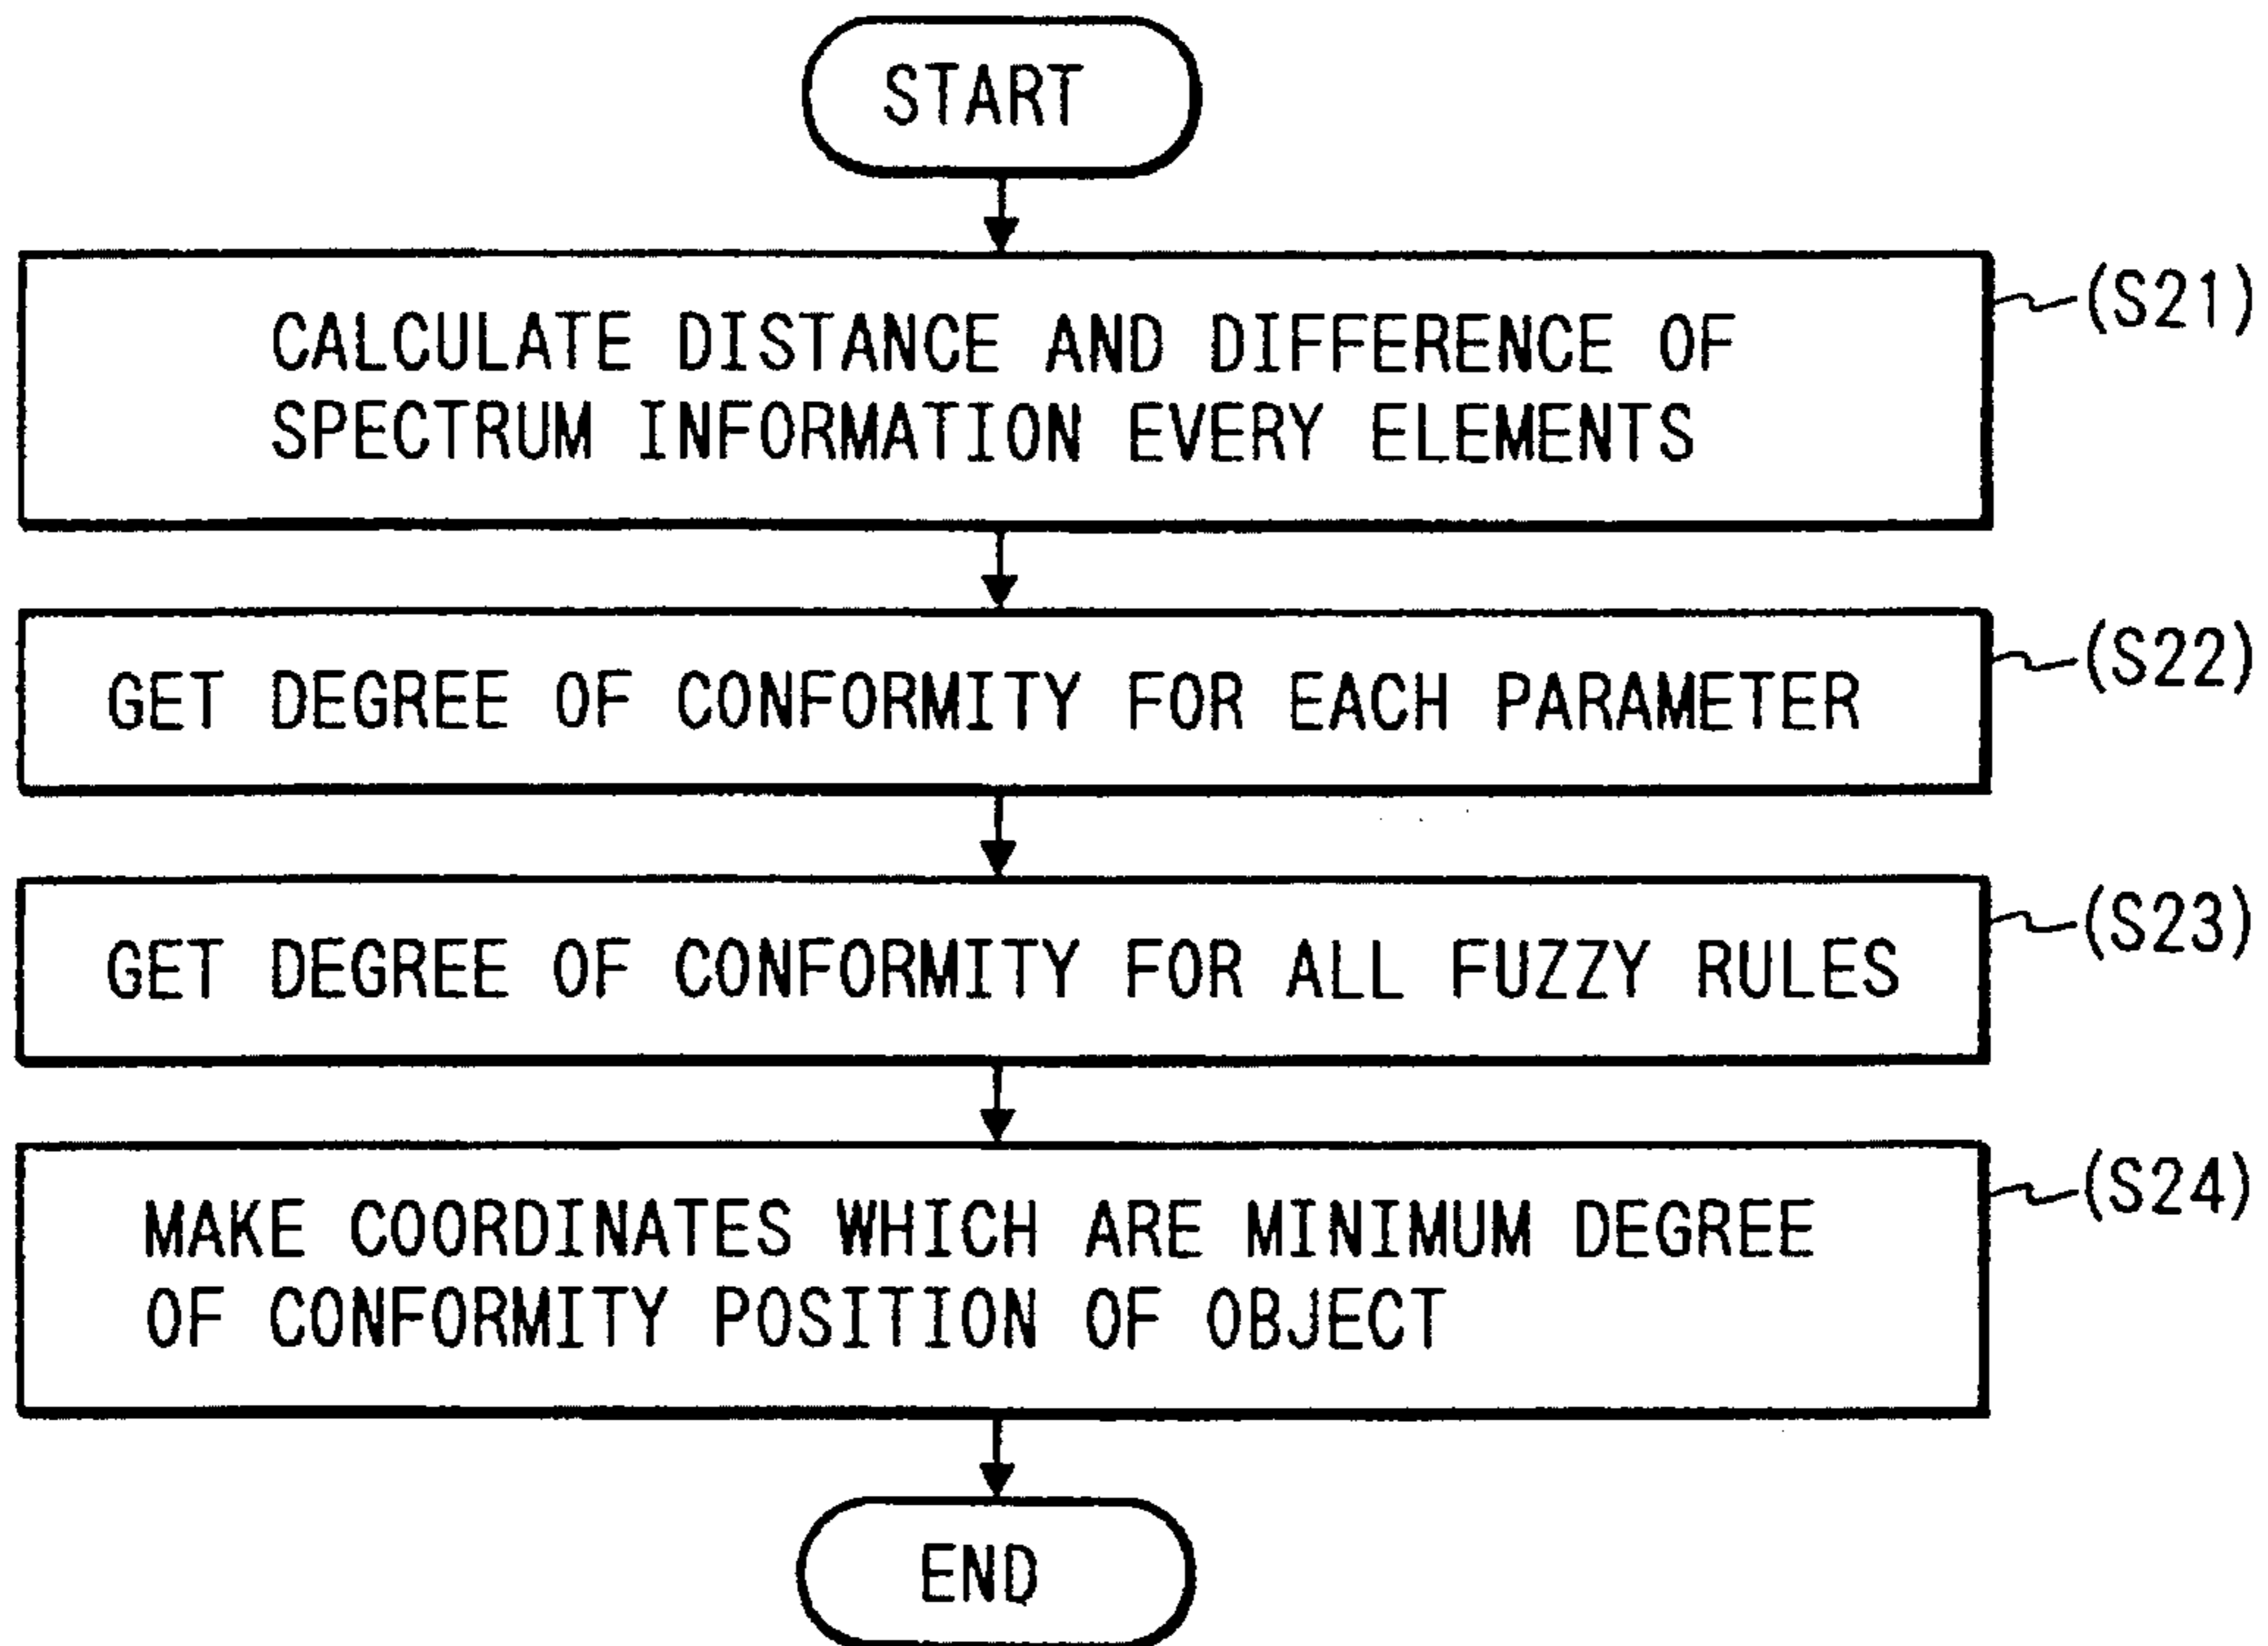 START
CALCULATE DISTANCE AND DIFFERENCE OF
SPECTRUM INFORMATION EVERY ELEMENTS
(S21)
GET DEGREE OF CONFORMITY FOR EACH PARAMETER
(S22)
GET DEGREE OF CONFORMITY FOR ALL FUZZY RULES
(S23)
MAKE COORDINATES WHICH ARE MINIMUM DEGREE
OF CONFORMITY POSITION OF OBJECT
(S24)
END